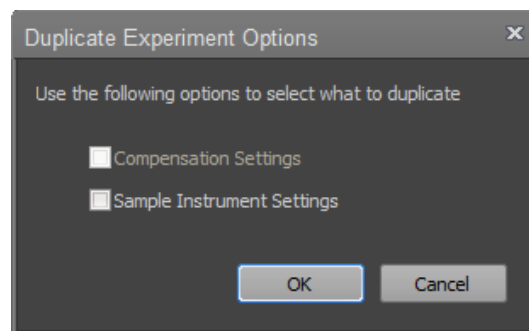 Duplicate Experiment Options
Use the following options to select what to duplicate
Compensation Settings
Sample Instrument Settings
OK Cancel